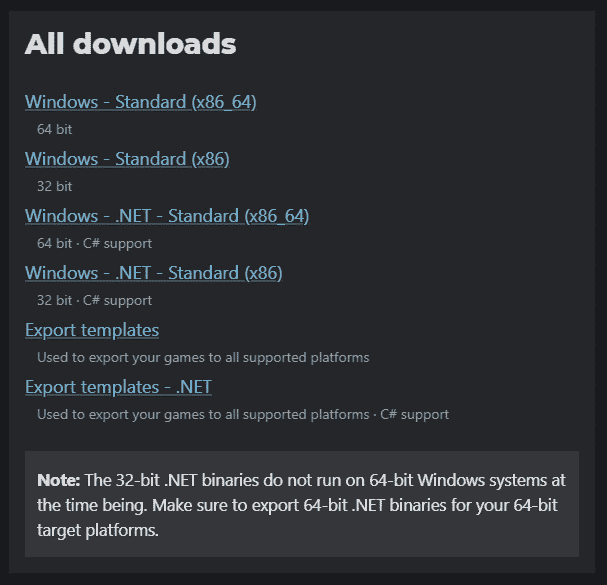 All downloads
Windows - Standard (x86_64)
64 bit
Windows - Standard (x86)
32 bit
Windows - .NET - Standard (x86_64)
64 bit · C# support
Windows - .NET - Standard (x86)
32 bit · C# support
Export templates
Used to export your games to all supported platforms
Export templates - .NET
Used to export your games to all supported platforms · C# support
Note: The 32-bit .NET binaries do not run on 64-bit Windows systems at
the time being. Make sure to export 64-bit .NET binaries for your 64-bit
target platforms.